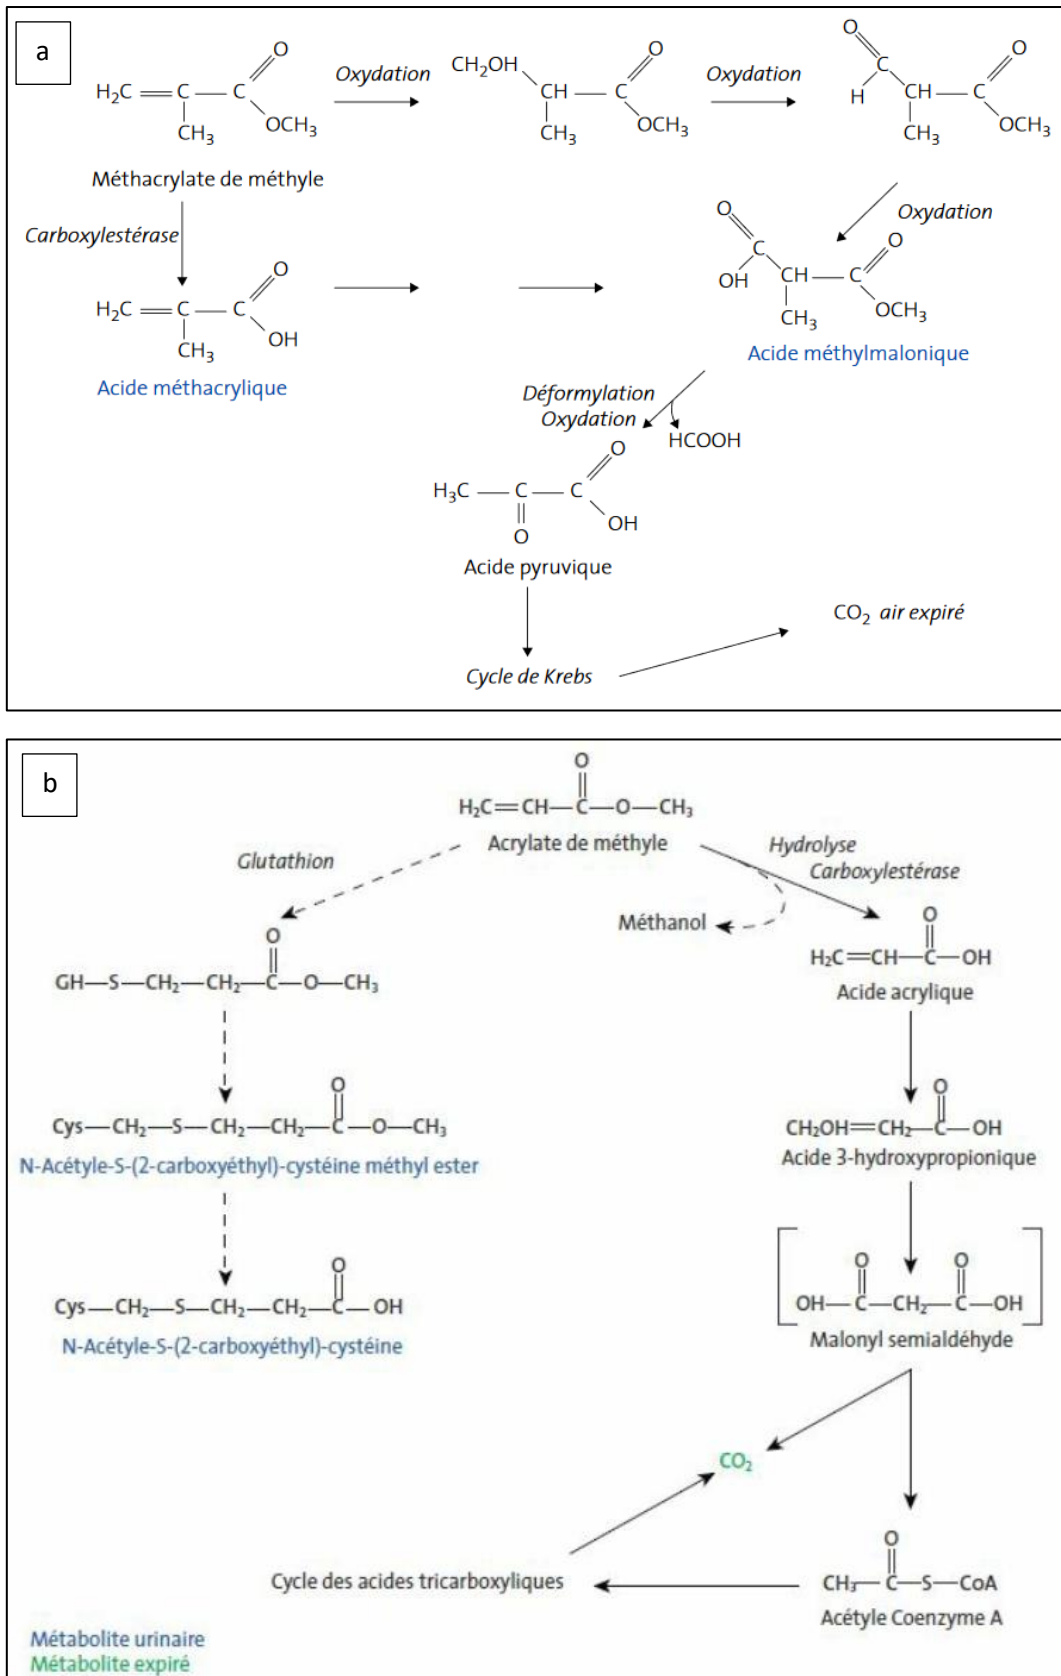 a
H₂C=C—C
O
OCH₃
CH₃
Méthacrylate de méthyle
Oxydation
CH₂OH
CH—C
O
OCH₃
CH₃
Oxydation
O
C
H
CH—C
O
OCH₃
CH₃
Carboxylestérase
Oxydation
H₂C=C—C
O
OH
CH₃
Acide méthacrylique
O
C
OH
CH—C
O
OCH₃
CH₃
Acide méthylmalonique
Déformylation
Oxydation
HCOOH
H₃C—C—C
O
OH
O
Acide pyruvique
CO₂ air expiré
Cycle de Krebs
b
O
H₂C=CH—C—O—CH₃
Acrylate de méthyle
Glutathion
Hydrolyse
Carboxylestérase
Méthanol
O
GH—S—CH₂—CH₂—C—O—CH₃
O
H₂C=CH—C—OH
Acide acrylique
O
Cys—CH₂—S—CH₂—CH₂—C—O—CH₃
N-Acétyle-S-(2-carboxyéthyl)-cystéine méthyl ester
O
CH₂OH=CH₂—C—OH
Acide 3-hydroxypropionique
O
Cys—CH₂—S—CH₂—CH₂—C—OH
N-Acétyle-S-(2-carboxyéthyl)-cystéine
O O
OH—C—CH₂—C—OH
Malonyl semialdéhyde
CO₂
Cycle des acides tricarboxyliques
O
CH₃—C—S—CoA
Acétyle Coenzyme A
Métabolite urinaire
Métabolite expiré